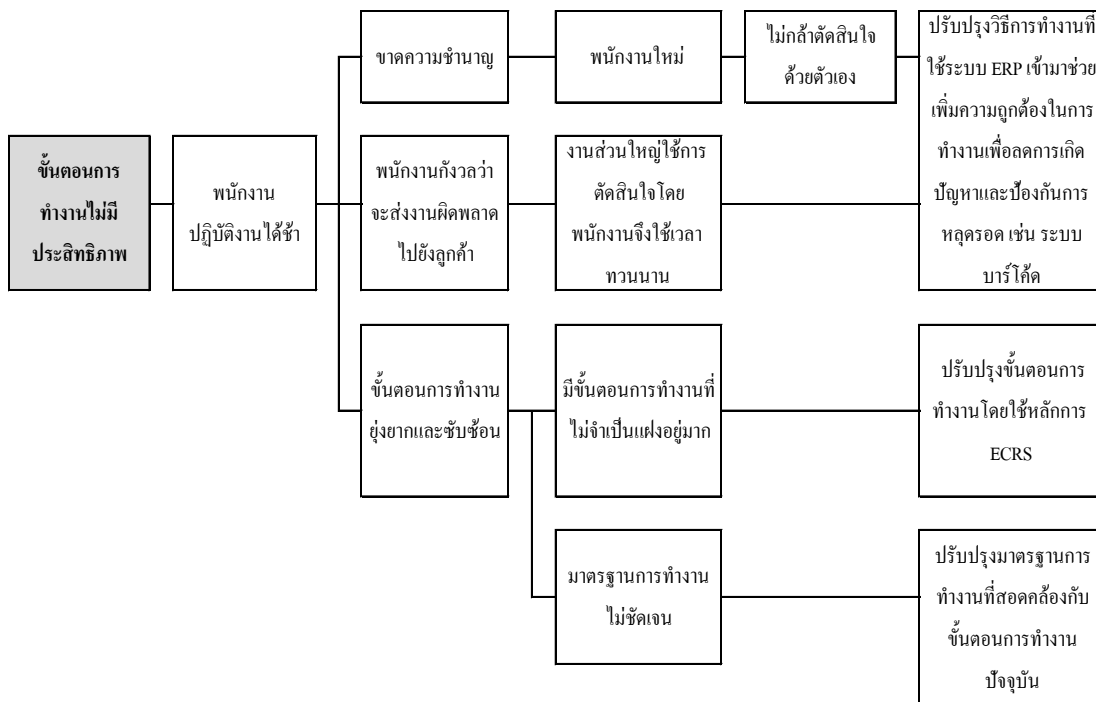 ขั้นตอนการ
ทำงานไม่มี
ประสิทธิภาพ
พนักงาน
ปฏิบัติงานได้ช้า
ขาดความชำนาญ
พนักงานใหม่
ไม่กล้าตัดสินใจ
ด้วยตัวเอง
ปรับปรุงวิธีการทำงานที่
ใช้ระบบ ERP เข้ามาช่วย
เพิ่มความถูกต้องในการ
ทำงานเพื่อลดการเกิด
ปัญหาและป้องกันการ
หลุดรอด เช่น ระบบ
บาร์โค้ด
พนักงานกังวลว่า
จะส่งงานผิดพลาด
ไปยังลูกค้า
งานส่วนใหญ่ใช้การ
ตัดสินใจโดย
พนักงานจึงใช้เวลา
ทวนนาน
ขั้นตอนการทำงาน
ยุ่งยากและซับซ้อน
มีขั้นตอนการทำงานที่
ไม่จำเป็นแฝงอยู่มาก
ปรับปรุงขั้นตอนการ
ทำงานโดยใช้หลักการ
ECRS
มาตรฐานการทำงาน
ไม่ชัดเจน
ปรับปรุงมาตรฐานการ
ทำงานที่สอดคล้องกับ
ขั้นตอนการทำงาน
ปัจจุบัน